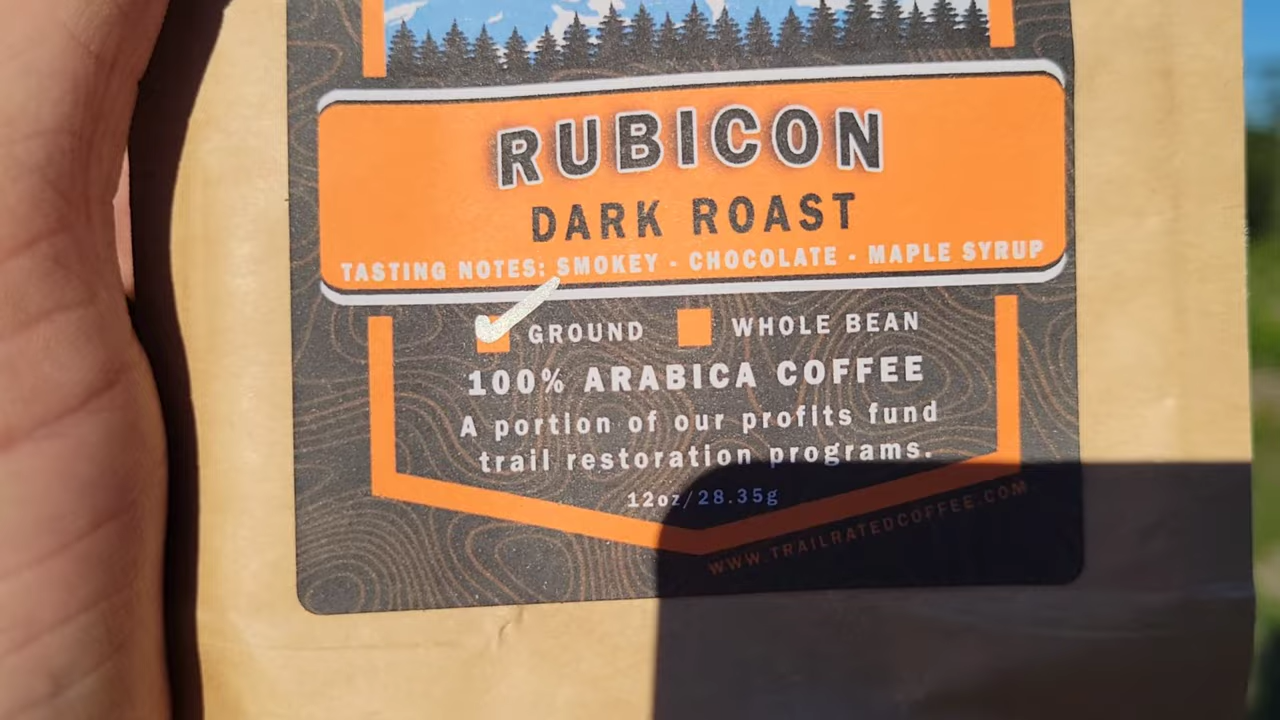 RUBICON
DARK ROAST
TASTING NOTES: SMOKEY - CHOCOLATE - MAPLE SYRUP
GROUND WHOLE BEAN
100% ARABICA COFFEE
A portion of our profits fund
trail restoration programs.
12oz/28.35g
WWW.TRAILRATEDCOFFEE.COM